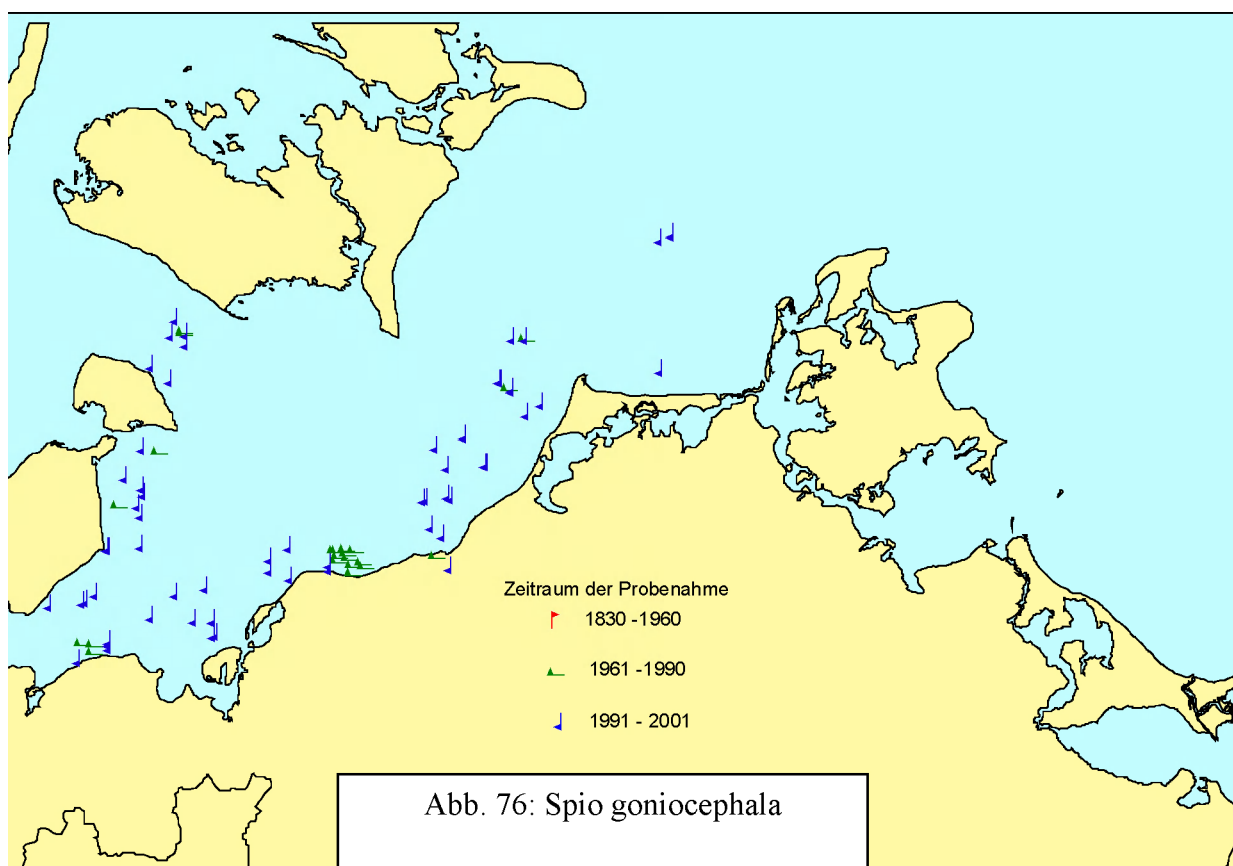 Zeitraum der Probenahme
1830 -1960
1961 -1990
1991 - 2001
Abb. 76: Spio goniocephala